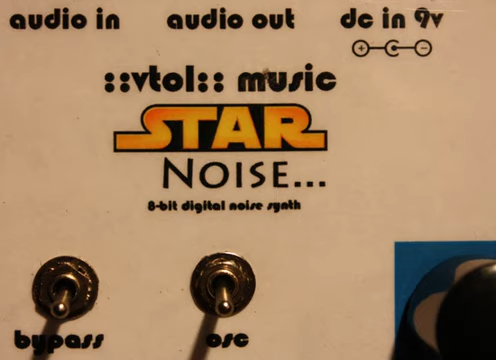 audio in audio out dc in 9v
::vtol:: music
STAR
NOISE...
8-bit digital noise synth
bypass osc